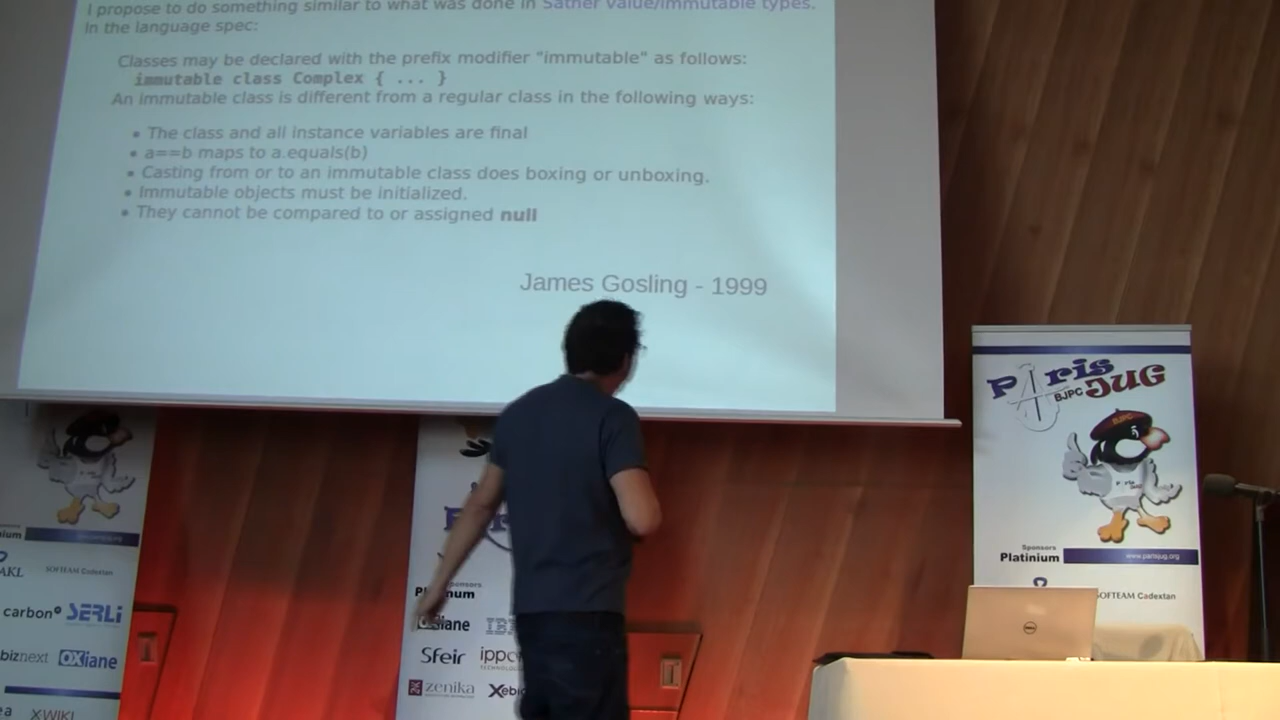 I propose to do something similar to what was done in Sather value/immutable types.
In the language spec:
Classes may be declared with the prefix modifier "immutable" as follows:
immutable class Complex { ... }
An immutable class is different from a regular class in the following ways:
• The class and all instance variables are final
• a==b maps to a.equals(b)
• Casting from or to an immutable class does boxing or unboxing.
• Immutable objects must be initialized.
• They cannot be compared to or assigned null
James Gosling - 1999
Paris
BJPC JUG
BJPC
Sponsors
Platinium
www.parisjug.org
SOFTEAM Cadextan
DELL
SOFTEAM Cadextan
carbon
SERLI
biznext
OXiane
XWIKI
Sfeir
zenika